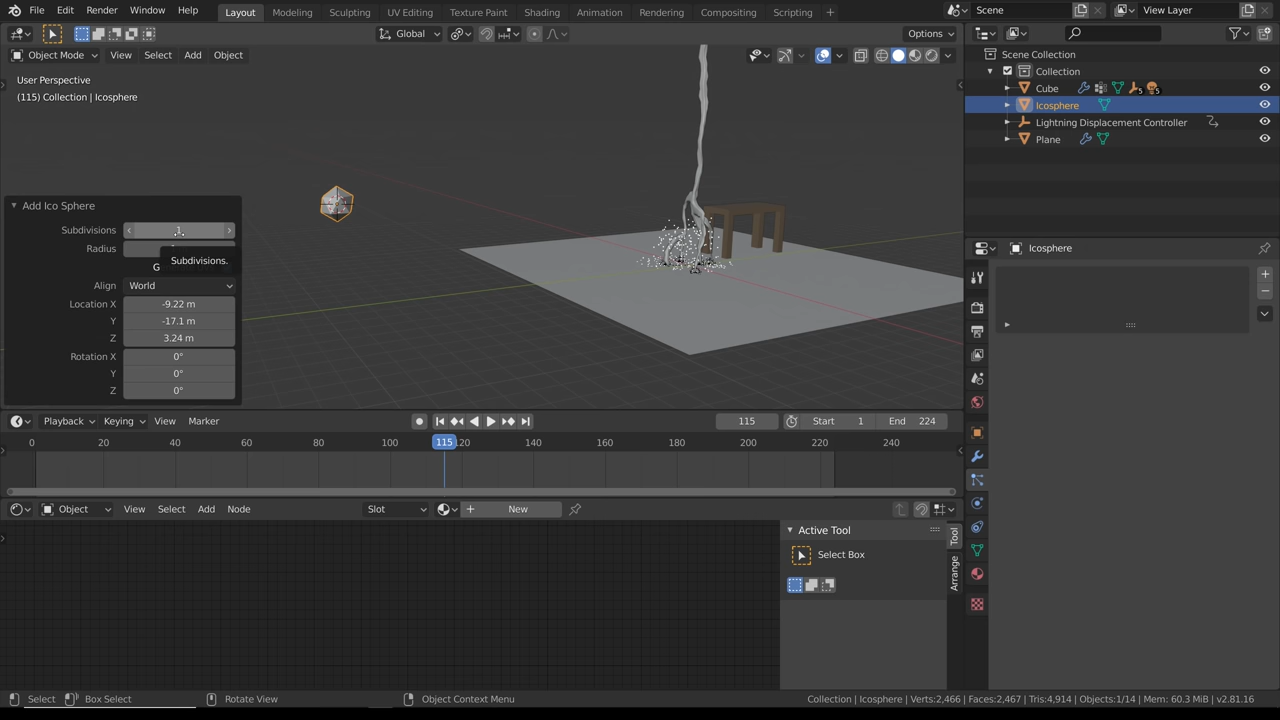 File Edit Render Window Help Layout Modeling Sculpting UV Editing Texture Paint Shading Animation Rendering Compositing Scripting + Scene View Layer
Global Options
Object Mode View Select Add Object
User Perspective
(115) Collection | Icosphere
Scene Collection
Collection
Cube 5 5
Icosphere
Lightning Displacement Controller
Plane
Add Ico Sphere
Subdivisions 1
Radius
Subdivisions.
G
Align World
Location X -9.22 m
Y -17.1 m
Z 3.24 m
Rotation X 0°
Y 0°
Z 0°
Icosphere
Playback Keying View Marker 115 Start 1 End 224
0 20 40 60 80 100 115 120 140 160 180 200 220 240
Object View Select Add Node Slot New
Active Tool
Select Box
Tool
Arrange
Select Box Select Rotate View Object Context Menu Collection | Icosphere | Verts:2,466 | Faces:2,467 | Tris:4,914 | Objects:1/14 | Mem: 60.3 MiB | v2.81.16